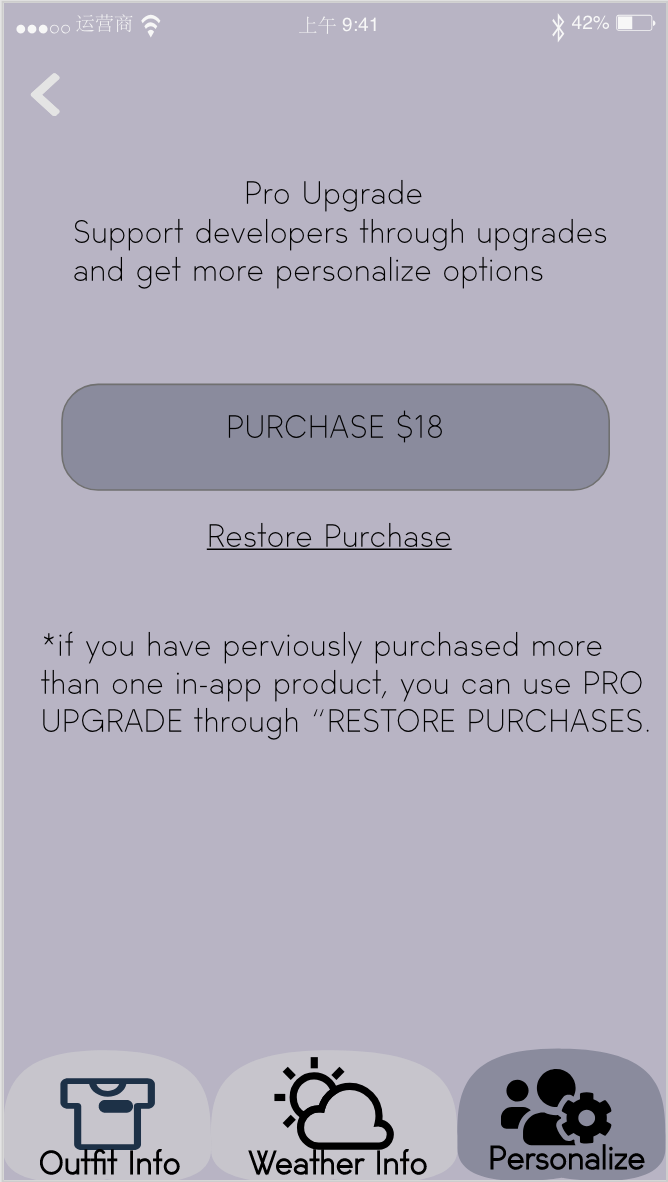 运营商 上午 9:41 42%
Pro Upgrade
Support developers through upgrades
and get more personalize options
PURCHASE $18
Restore Purchase
*if you have perviously purchased more
than one in-app product, you can use PRO
UPGRADE through “RESTORE PURCHASES.
Outfit Info Weather Info Personalize